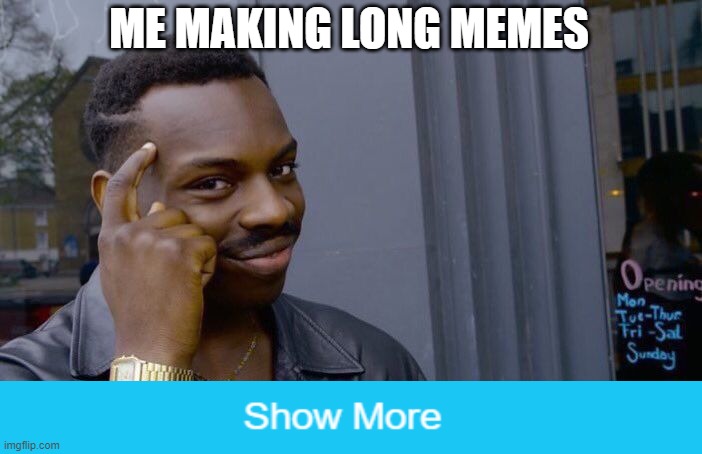 ME MAKING LONG MEMES
Opening
Mon
Tue-Thur
Fri-Sat
Sunday
Show More
imgflip.com